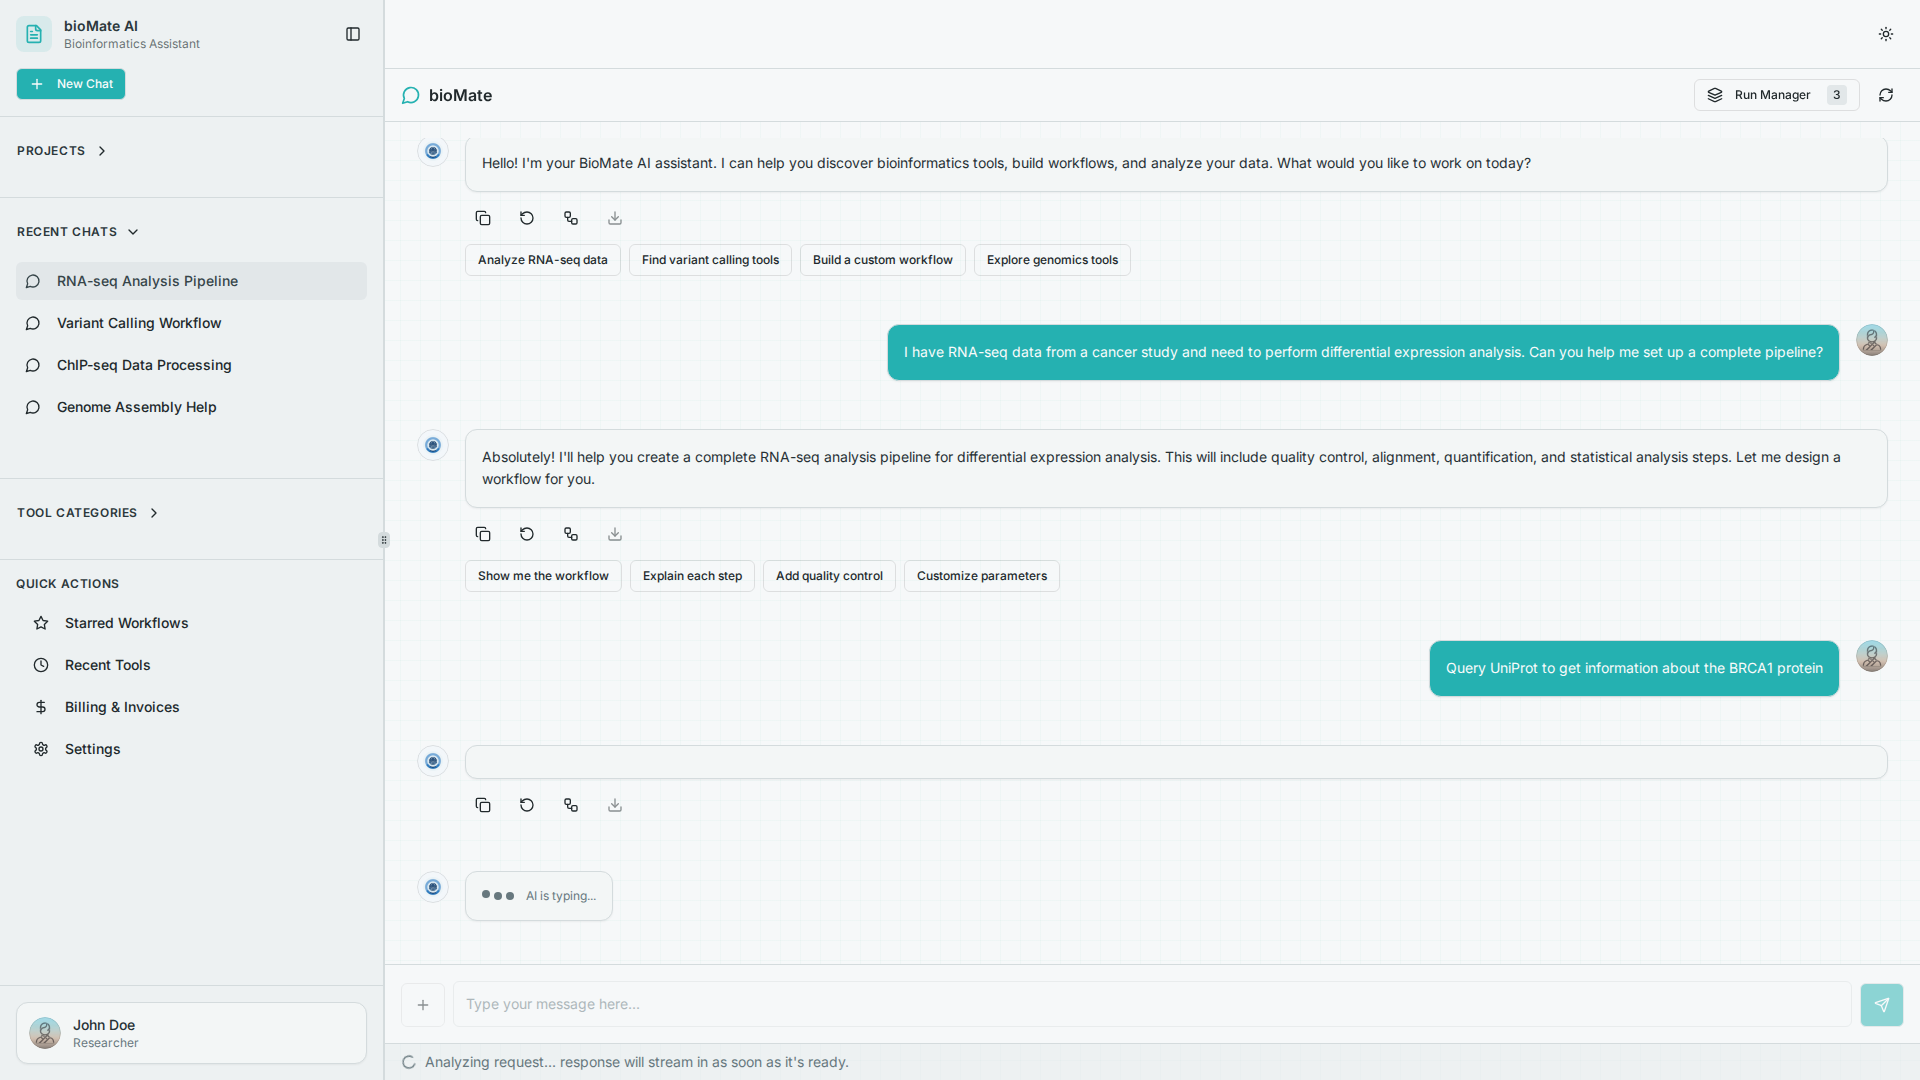 bioMate AI
Bioinformatics Assistant
New Chat
PROJECTS
RECENT CHATS
RNA-seq Analysis Pipeline
Variant Calling Workflow
ChIP-seq Data Processing
Genome Assembly Help
TOOL CATEGORIES
QUICK ACTIONS
Starred Workflows
Recent Tools
Billing & Invoices
Settings
John Doe
Researcher
bioMate
Run Manager 3
Hello! I'm your BioMate AI assistant. I can help you discover bioinformatics tools, build workflows, and analyze your data. What would you like to work on today?
Analyze RNA-seq data Find variant calling tools Build a custom workflow Explore genomics tools
I have RNA-seq data from a cancer study and need to perform differential expression analysis. Can you help me set up a complete pipeline?
Absolutely! I'll help you create a complete RNA-seq analysis pipeline for differential expression analysis. This will include quality control, alignment, quantification, and statistical analysis steps. Let me design a
workflow for you.
Show me the workflow Explain each step Add quality control Customize parameters
Query UniProt to get information about the BRCA1 protein
AI is typing...
Type your message here...
Analyzing request... response will stream in as soon as it's ready.